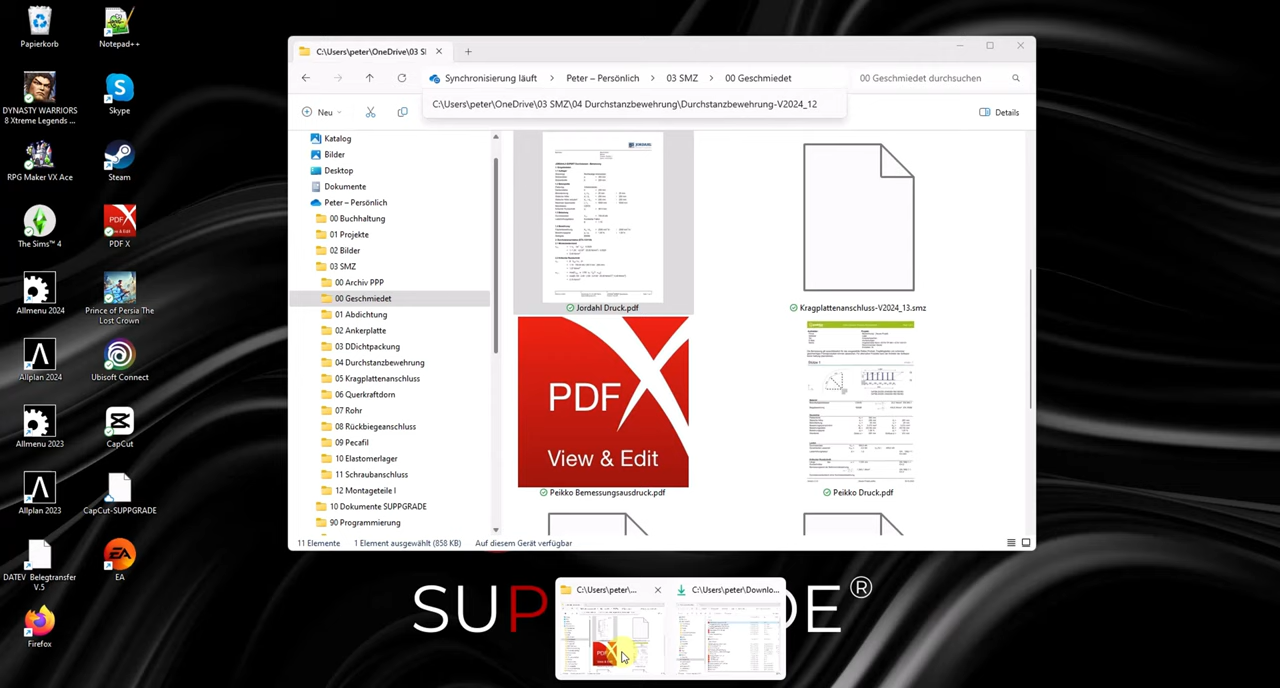 Papierkorb
Notepad++
DYNASTY WARRIORS
8 Xtreme Legends ...
Skype
RPG Maker VX Ace
Steam
The Sims™ 4
PDF X
Allmenu 2024
Prince of Persia The
Lost Crown
Allplan 2024
Ubisoft Connect
Allmenu 2023
CapCut
Allplan 2023
CapCut-SUPPGRADE
DATEV Belegtransfer
V.5
EA
Firefox
C:\Users\peter\OneDrive\03 S
Synchronisierung läuft
Peter – Persönlich
03 SMZ
00 Geschmiedet
00 Geschmiedet durchsuchen
C:\Users\peter\OneDrive\03 SMZ\04 Durchstanzbewehrung\Durchstanzbewehrung-V2024_12
Neu
Details
Katalog
Bilder
Desktop
Dokumente
Peter – Persönlich
00 Buchhaltung
01 Projekte
02 Bilder
03 SMZ
00 Archiv PPP
00 Geschmiedet
01 Abdichtung
02 Ankerplatte
03 DDichtpackung
04 Durchstanzbewehrung
05 Kragplattenanschluss
06 Querkraftdorn
07 Rohr
08 Rückbiegeanschluss
09 Pecafil
10 Elastomerlager
11 Schraubanschluss
12 Montageteile I
10 Dokumente SUPPGRADE
90 Programmierung
JORDAHL
Jordahl Druck.pdf
Kragplattenanschluss-V2024_13.smz
PDF
View & Edit
Peikko Bemessungsausdruck.pdf
Peikko Druck.pdf
11 Elemente
1 Element ausgewählt (858 KB)
Auf diesem Gerät verfügbar
C:\Users\peter\...
C:\Users\peter\Downlo...
SUP
DE®